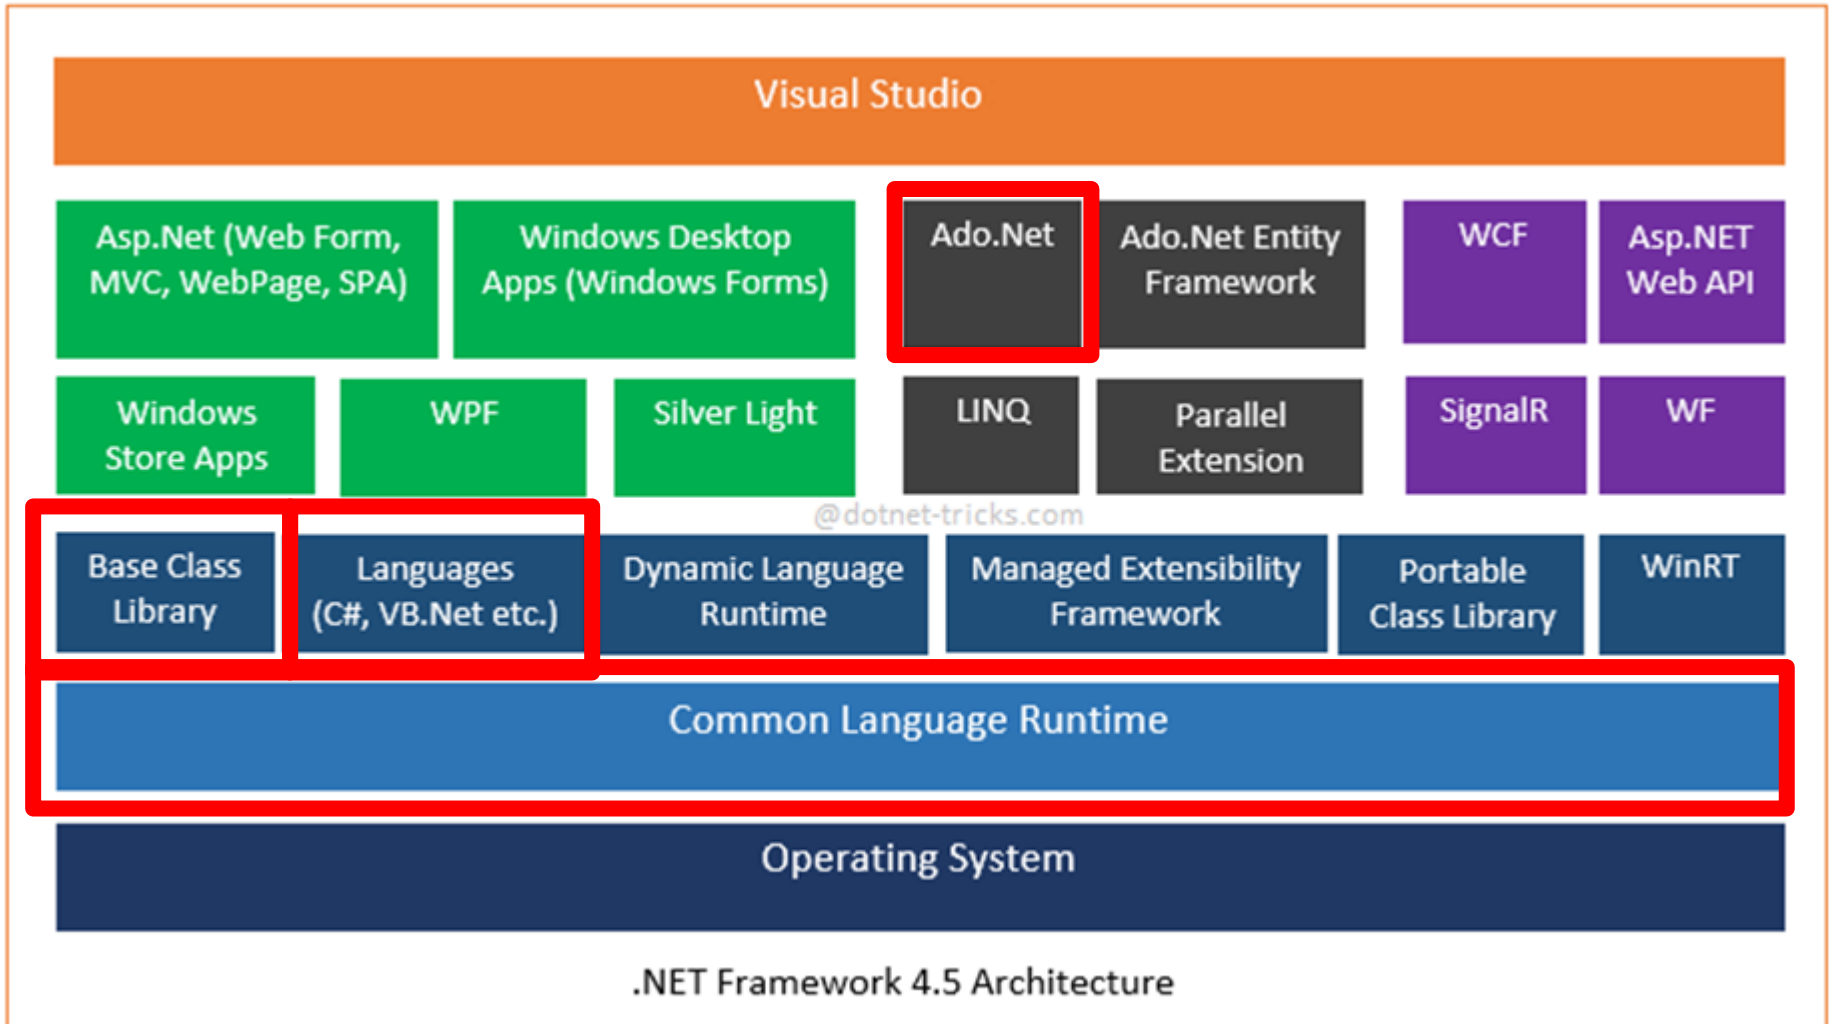 Visual Studio
Asp.Net (Web Form,
MVC, WebPage, SPA)
Windows Desktop
Apps (Windows Forms)
Ado.Net
Ado.Net Entity
Framework
WCF
Asp.NET
Web API
Windows
Store Apps
WPF
Silver Light
LINQ
Parallel
Extension
SignalR
WF
@dotnet-tricks.com
Base Class
Library
Languages
(C#, VB.Net etc.)
Dynamic Language
Runtime
Managed Extensibility
Framework
Portable
Class Library
WinRT
Common Language Runtime
Operating System
.NET Framework 4.5 Architecture